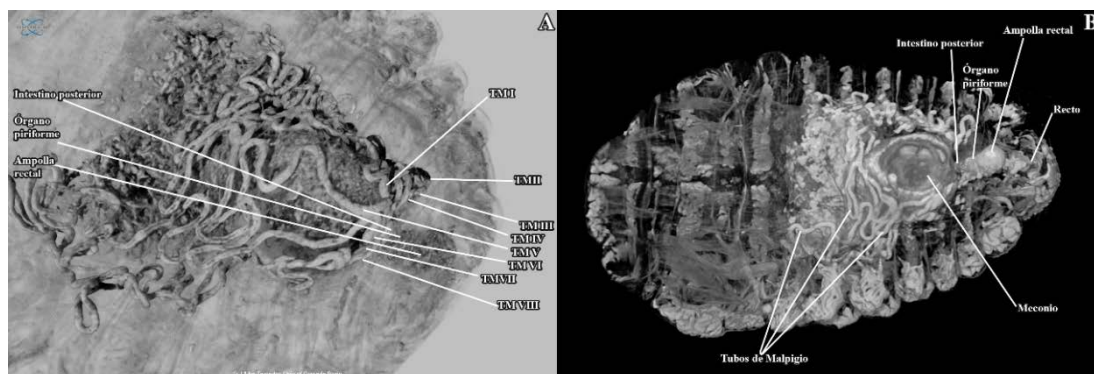 A
Intestino posterior
Órgano
piriforme
Ampolla
rectal
TM I
TM II
TM III
TM IV
TM V
TM VI
TM VII
TM VIII
B
Ampolla rectal
Intestino posterior
Órgano
piriforme
Recto
Meconio
Tubos de Malpigio